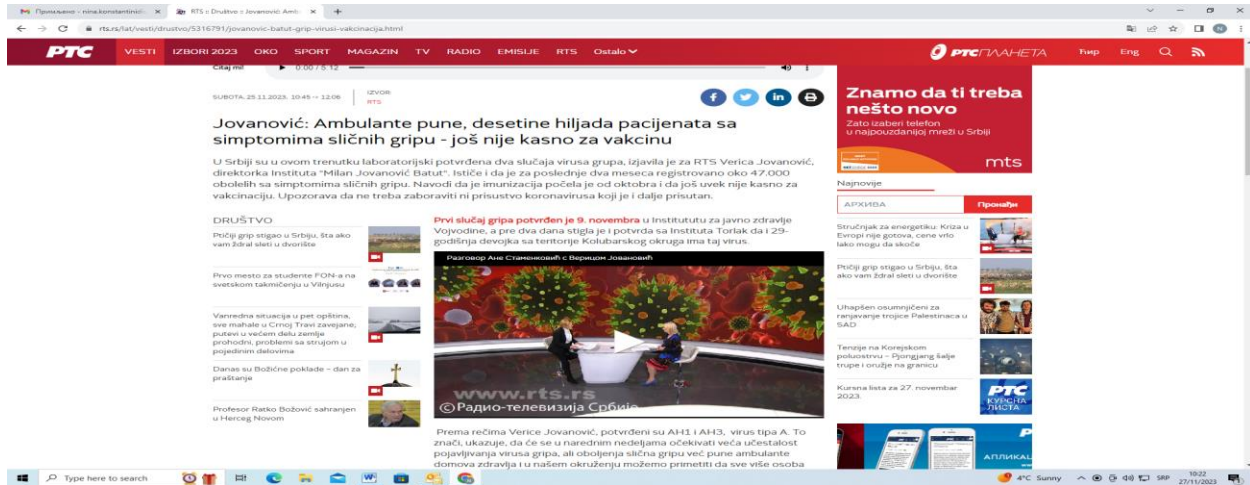 Примљено - nina.konstantinić
RTS :: Društvo :: Jovanović: Amb
rts.rs/lat/vesti/drustvo/5316791/jovanovic-batut-grip-virusi-vakcinacija.html
РТС VESTI IZBORI 2023 OKO SPORT MAGAZIN TV RADIO EMISIJE RTS Ostalo РТС ПЛАНЕТА Ћир Eng
Čitaj mi!
0:00 / 5:12
SUBOTA, 25.11.2023, 10:45 -> 12:06
IZVOR:
RTS
Jovanović: Ambulante pune, desetine hiljada pacijenata sa
simptomima sličnih gripu - još nije kasno za vakcinu
U Srbiji su u ovom trenutku laboratorijski potvrđena dva slučaja virusa grupa, izjavila je za RTS Verica Jovanović,
direktorka Instituta "Milan Jovanović Batut". Ističe i da je za poslednje dva meseca registrovano oko 47.000
obolelih sa simptomima sličnih gripu. Navodi da je imunizacija počela je od oktobra i da još uvek nije kasno za
vakcinaciju. Upozorava da ne treba zaboraviti ni prisustvo koronavirusa koji je i dalje prisutan.
DRUŠTVO
Ptičiji grip stigao u Srbiju, šta ako
vam ždral sleti u dvorište
Prvo mesto za studente FON-a na
svetskom takmičenju u Vilnjusu
Vanredna situacija u pet opština,
sve mahale u Crnoj Travi zavejane,
putevi u većem delu zemlje
prohodni, problemi sa strujom u
pojedinim delovima
Danas su Božićne poklade – dan za
praštanje
Profesor Ratko Božović sahranjen
u Herceg Novom
Prvi slučaj gripa potvrđen je 9. novembra u Institututu za javno zdravlje
Vojvodine, a pre dva dana stigla je i potvrda sa Instituta Torlak da i 29-
godišnja devojka sa teritorije Kolubarskog okruga ima taj virus.
Разговор Ане Стаменковић с Верицом Јовановић
www.rts.rs
©Радио-телевизија Србије
Prema rečima Verice Jovanović, potvrđeni su AH1 i AH3, virus tipa A. To
znači, ukazuje, da će se u narednim nedeljama očekivati veća učestalost
pojavljivanja virusa gripa, ali oboljenja slična gripu već pune ambulante
domova zdravlja i u našem okruženju možemo primetiti da sve više osoba
Znamo da ti treba
nešto novo
Zato izaberi telefon
u najpouzdanijoj mreži u Srbiji
mts
Najnovije
АРХИВА Пронађи
Stručnjak za energetiku: Kriza u
Evropi nije gotova, cene vrlo
lako mogu da skoče
Ptičiji grip stigao u Srbiju, šta
ako vam ždral sleti u dvorište
Uhapšen osumnjičeni za
ranjavanje trojice Palestinaca u
SAD
Tenzije na Korejskom
poluostrvu – Pjongjang šalje
trupe i oružje na granicu
Kursna lista za 27. novembar
2023.
РТС
КУРСНА
ЛИСТА
Type here to search
4°C Sunny
SRP
10:22
27/11/2023